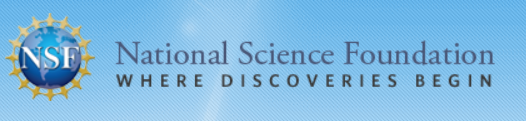 NSF
National Science Foundation
WHERE DISCOVERIES BEGIN